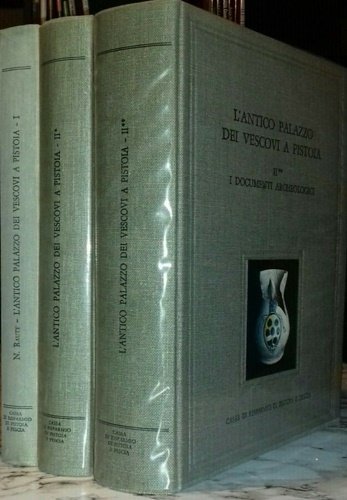 N. RAUTY - L'ANTICO PALAZZO DEI VESCOVI A PISTOIA - I
CASSA
DI RISPARMIO
DI PISTOIA
E PESCIA
L'ANTICO PALAZZO DEI VESCOVI A PISTOIA - II*
CASSA
DI RISPARMIO
DI PISTOIA
E PESCIA
L'ANTICO PALAZZO DEI VESCOVI A PISTOIA - II**
CASSA
DI RISPARMIO
DI PISTOIA
E PESCIA
L'ANTICO PALAZZO
DEI VESCOVI A PISTOIA
II**
I DOCUMENTI ARCHEOLOGICI
CASSA DI RISPARMIO DI PISTOIA E PESCIA